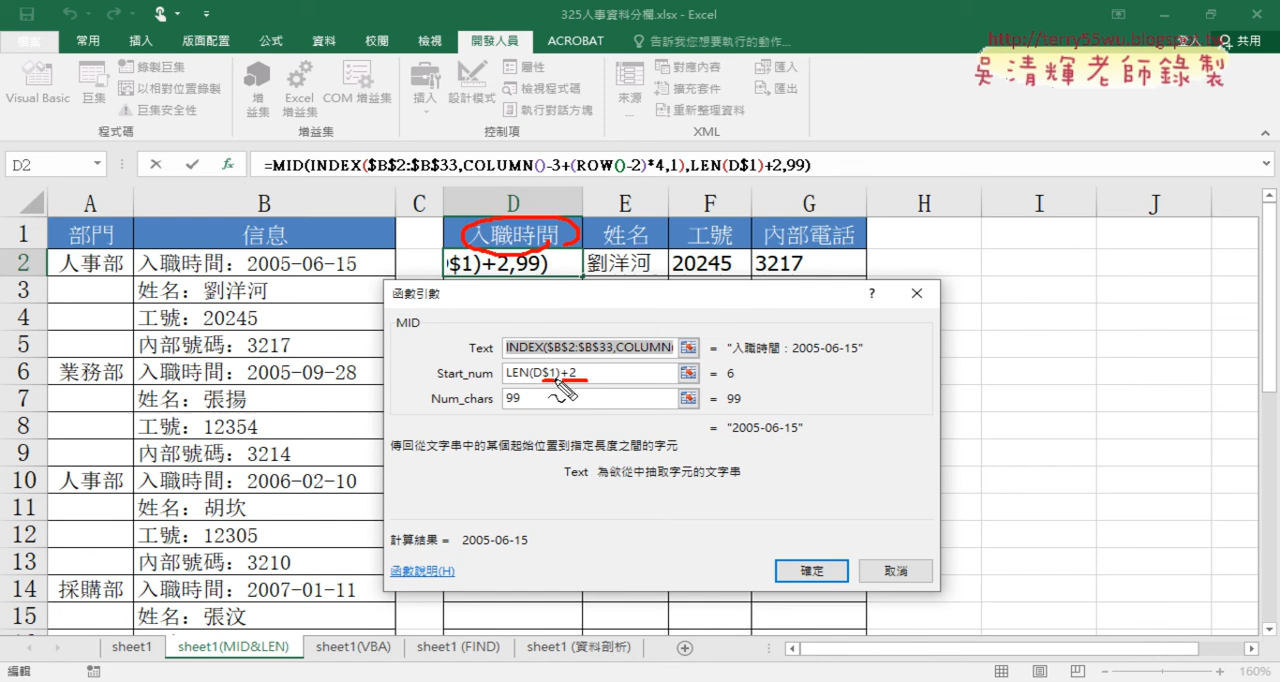 325人事資料分欄.xlsx - Excel
常用 插入 版面配置 公式 資料 校閱 檢視 開發人員 ACROBAT 告訴我您想要執行的動作... 登入 共用
http://terry55wu.blogspot.tw
吳清輝老師錄製
Visual Basic 巨集 錄製巨集 以相對位置錄製 巨集安全性
增益集 Excel 增益集 COM 增益集
插入 設計模式 屬性 檢視程式碼 執行對話方塊
來源 對應內容 擴充套件 重新整理資料 匯入 匯出
程式碼 增益集 控制項 XML
D2 fx =MID(INDEX($B$2:$B$33,COLUMN()-3+(ROW()-2)*4,1),LEN(D$1)+2,99)
A B C D E F G H I J
1 部門 信息 入職時間 姓名 工號 內部電話
2 人事部 入職時間：2005-06-15 $1)+2,99) 劉洋河 20245 3217
3 姓名：劉洋河
4 工號：20245
5 內部號碼：3217
6 業務部 入職時間：2005-09-28
7 姓名：張揚
8 工號：12354
9 內部號碼：3214
10 人事部 入職時間：2006-02-10
11 姓名：胡坎
12 工號：12305
13 內部號碼：3210
14 採購部 入職時間：2007-01-11
15 姓名：張汶
函數引數 ?
MID
Text INDEX($B$2:$B$33,COLUMN( = "入職時間：2005-06-15"
Start_num LEN(D$1)+2 = 6
Num_chars 99 = 99
= "2005-06-15"
傳回從文字串中的某個起始位置到指定長度之間的字元
Text 為欲從中抽取字元的文字串
計算結果 = 2005-06-15
函數說明(H) 確定 取消
sheet1 sheet1(MID&LEN) sheet1(VBA) sheet1 (FIND) sheet1 (資料剖析)
編輯 160%